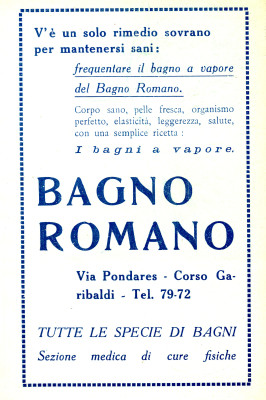 V'è un solo rimedio sovrano
per mantenersi sani:
frequentare il bagno a vapore
del Bagno Romano.
Corpo sano, pelle fresca, organismo
perfetto, elasticità, leggerezza, salute,
con una semplice ricetta:
I bagni a vapore.
BAGNO
ROMANO
Via Pondares - Corso Ga-
ribaldi - Tel. 79-72
TUTTE LE SPECIE DI BAGNI
Sezione medica di cure fisiche